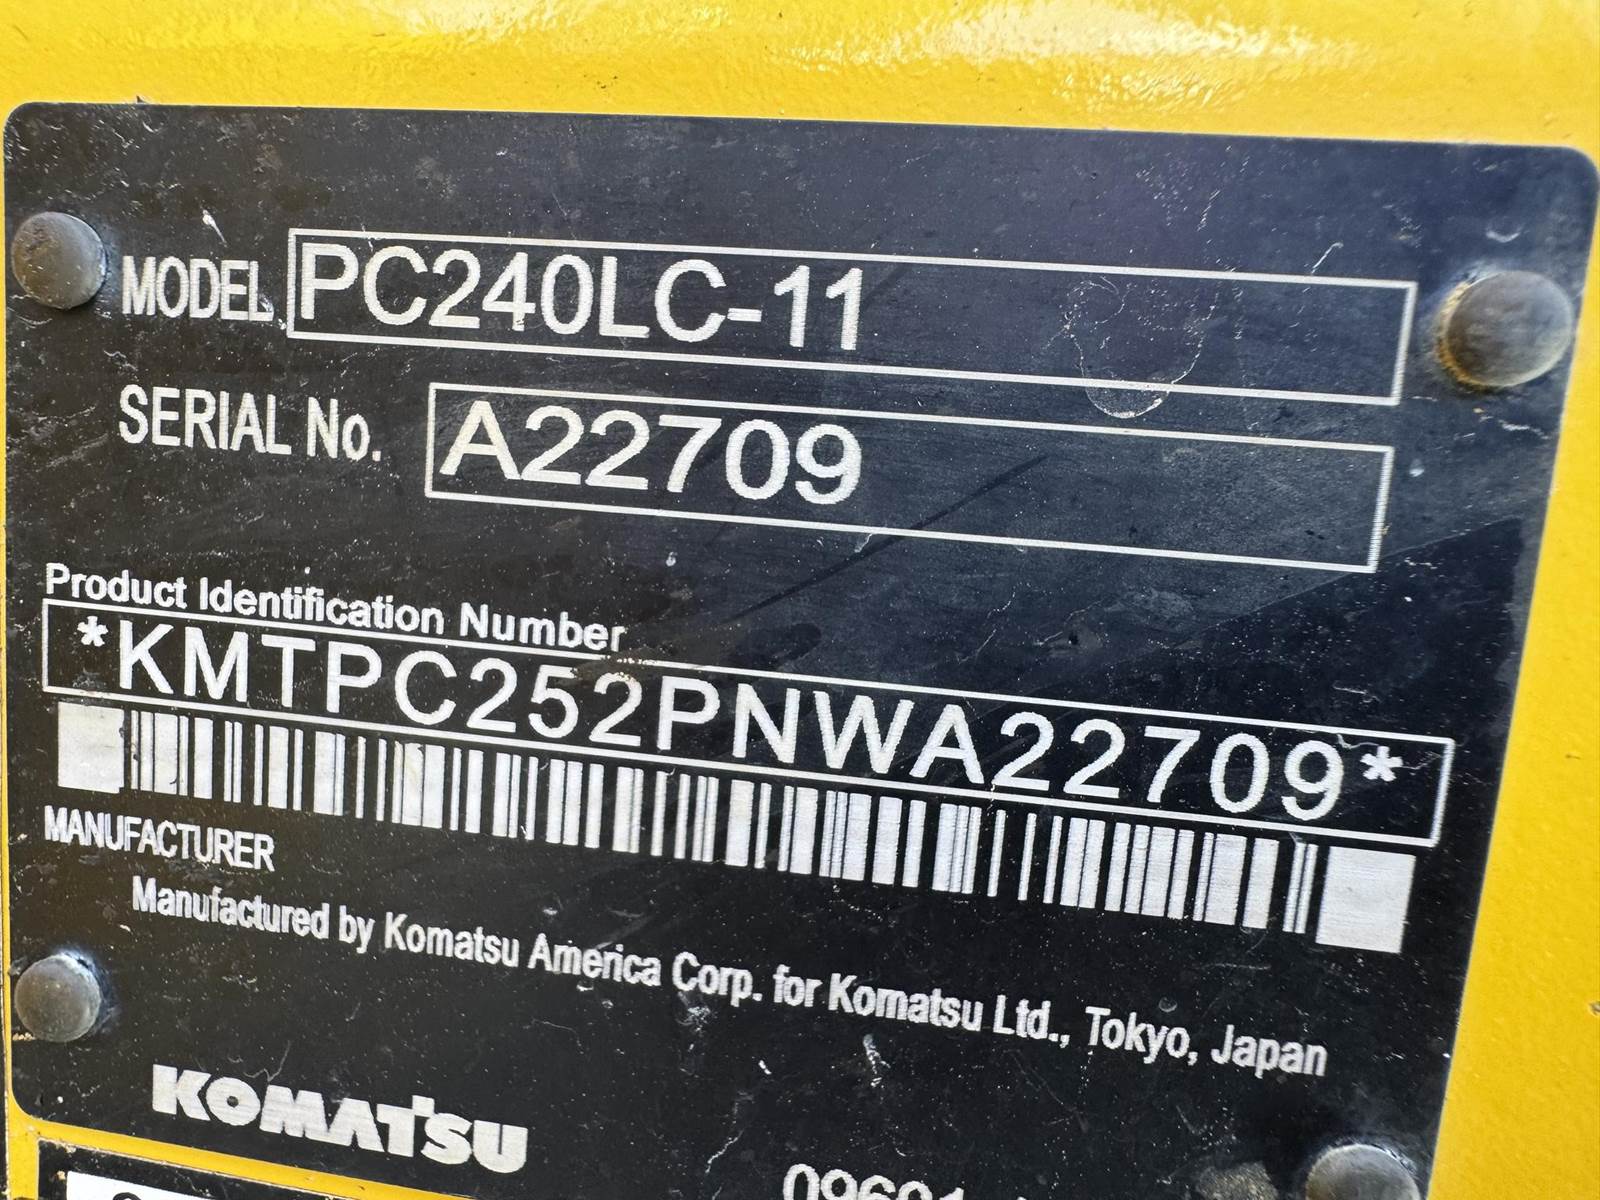 MODEL PC240LC-11
SERIAL No. A22709
Product Identification Number
*KMTPC252PNWA22709*
MANUFACTURER
Manufactured by Komatsu America Corp. for Komatsu Ltd., Tokyo, Japan
KOMATSU